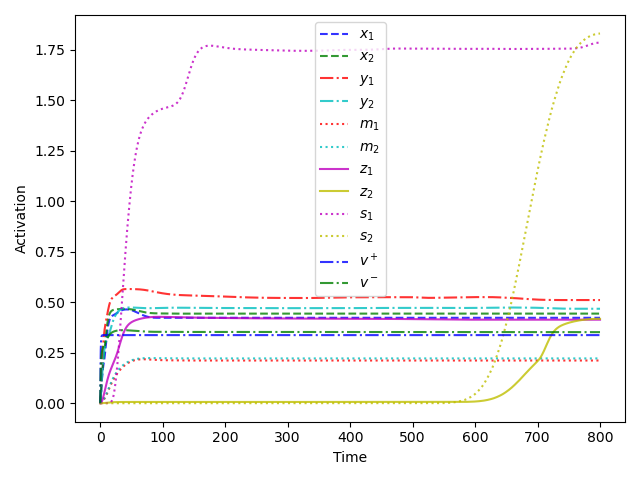 1.75
1.50
1.25
1.00
0.75
0.50
0.25
0.00
Activation
x₁
x₂
y₁
y₂
m₁
m₂
z₁
z₂
s₁
s₂
v⁺
v⁻
0 100 200 300 400 500 600 700 800
Time